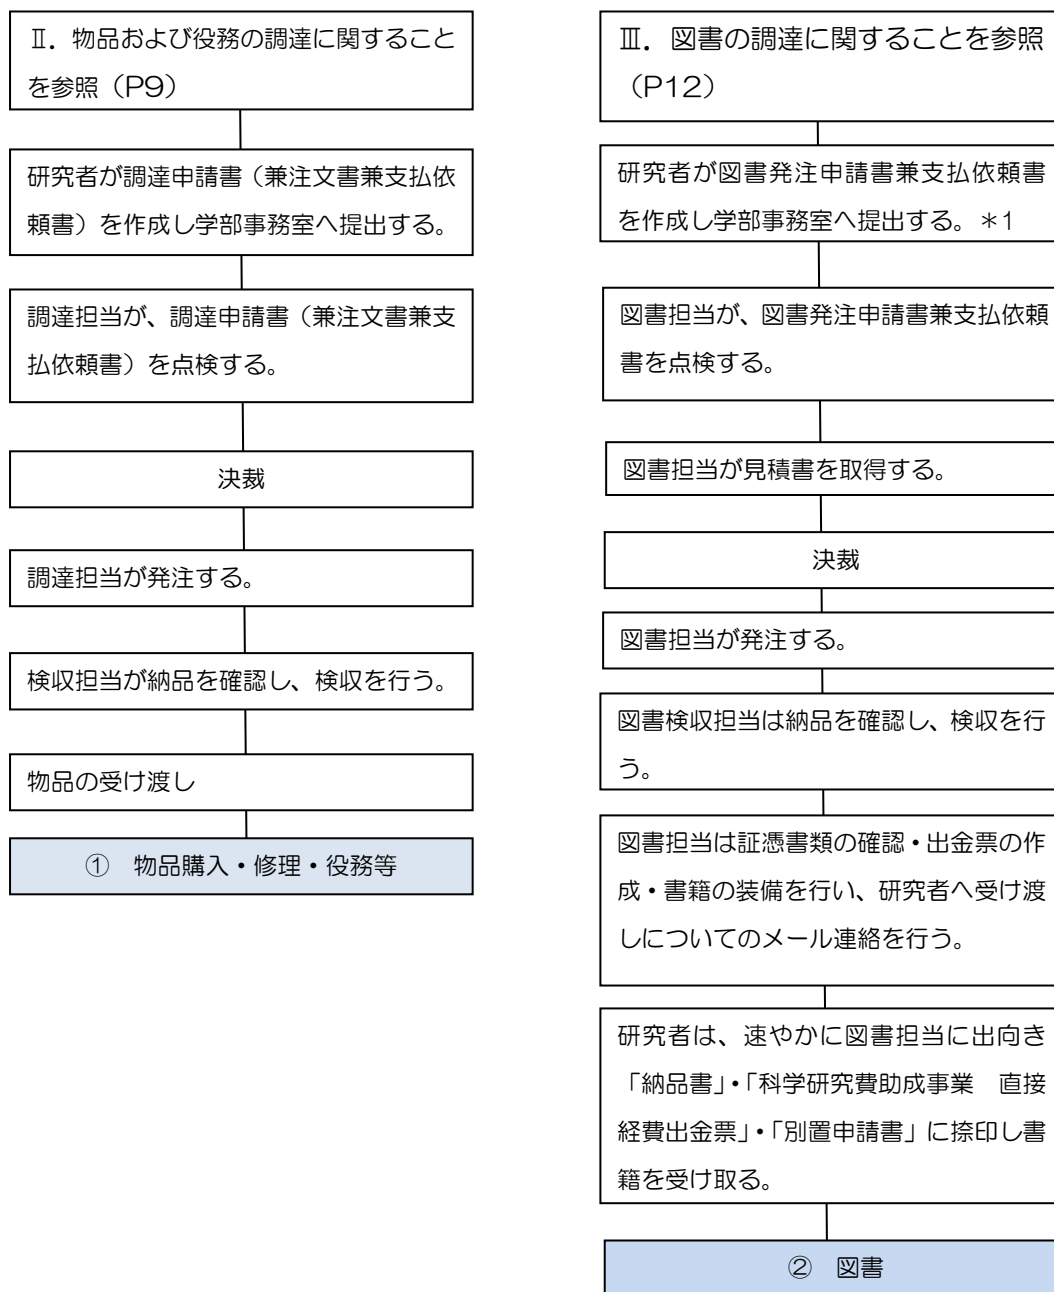 Ⅱ．物品および役務の調達に関すること
を参照（P9）
研究者が調達申請書（兼注文書兼支払依
頼書）を作成し学部事務室へ提出する。
調達担当が、調達申請書（兼注文書兼支
払依頼書）を点検する。
決裁
調達担当が発注する。
検収担当が納品を確認し、検収を行う。
物品の受け渡し
①　物品購入・修理・役務等
Ⅲ．図書の調達に関することを参照
（P12）
研究者が図書発注申請書兼支払依頼書
を作成し学部事務室へ提出する。＊1
図書担当が、図書発注申請書兼支払依頼
書を点検する。
図書担当が見積書を取得する。
決裁
図書担当が発注する。
図書検収担当は納品を確認し、検収を行
う。
図書担当は証憑書類の確認・出金票の作
成・書籍の装備を行い、研究者へ受け渡
しについてのメール連絡を行う。
研究者は、速やかに図書担当に出向き
「納品書」・「科学研究費助成事業　直接
経費出金票」・「別置申請書」に捺印し書
籍を受け取る。
②　図書